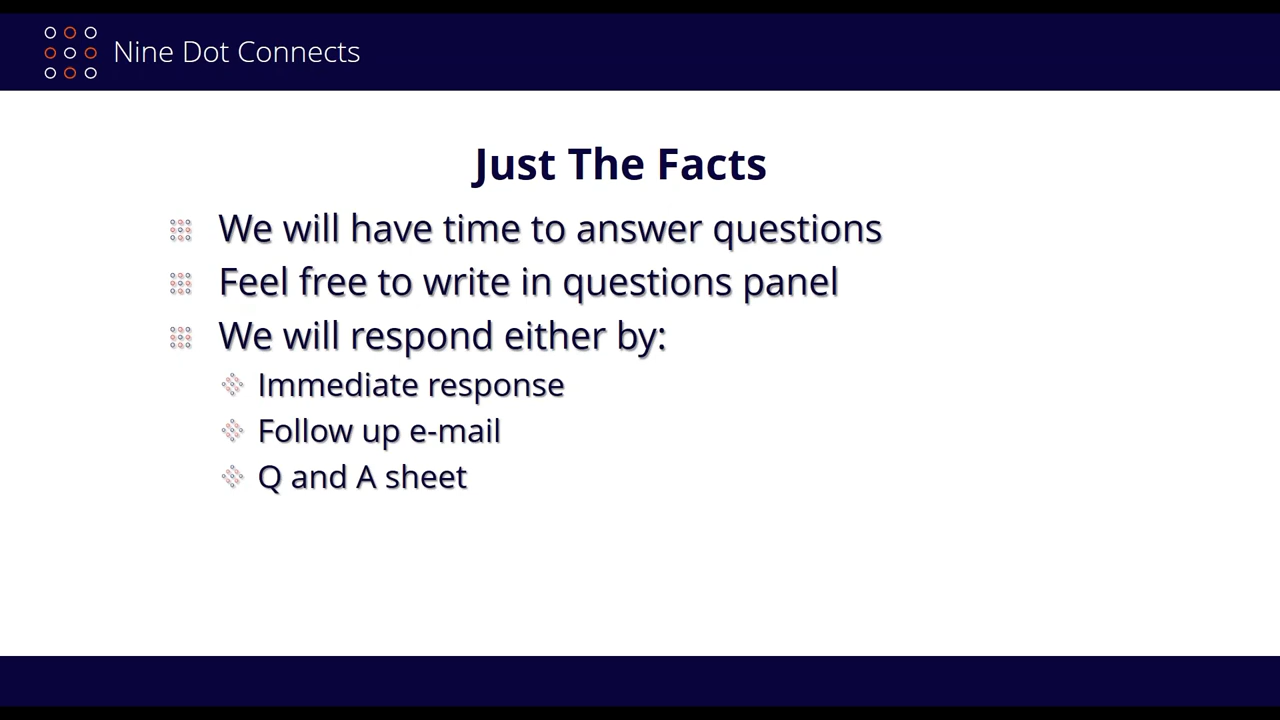 Nine Dot Connects
Just The Facts
We will have time to answer questions
Feel free to write in questions panel
We will respond either by:
Immediate response
Follow up e-mail
Q and A sheet